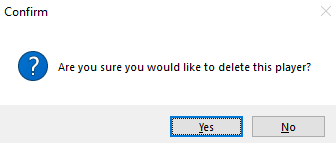 Confirm
Are you sure you would like to delete this player?
Yes
No